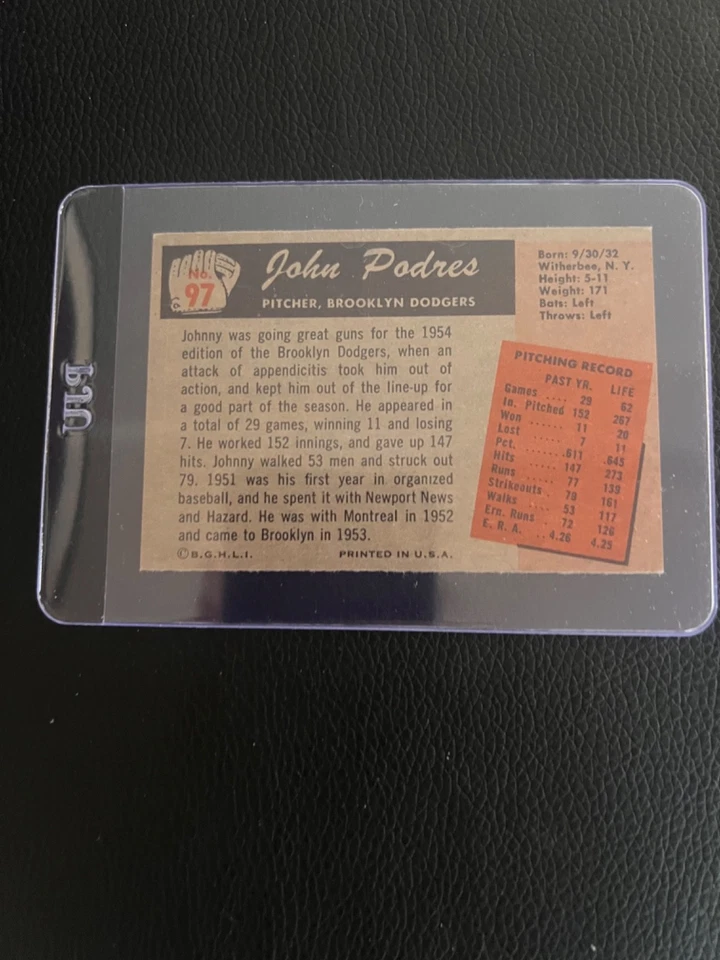 No.
97
John Podres
PITCHER, BROOKLYN DODGERS
Born: 9/30/32
Witherbee, N. Y.
Height: 5-11
Weight: 171
Bats: Left
Throws: Left
Johnny was going great guns for the 1954
edition of the Brooklyn Dodgers, when an
attack of appendicitis took him out of
action, and kept him out of the line-up for
a good part of the season. He appeared in
a total of 29 games, winning 11 and losing
7. He worked 152 innings, and gave up 147
hits. Johnny walked 53 men and struck out
79. 1951 was his first year in organized
baseball, and he spent it with Newport News
and Hazard. He was with Montreal in 1952
and came to Brooklyn in 1953.
©B.G.H.L.I. PRINTED IN U.S.A.
PITCHING RECORD
PAST YR. LIFE
Games ..... 29 62
In. Pitched 152 267
Won ...... 11 20
Lost ...... 7 11
Pct. ..... .611 .645
Hits ..... 147 273
Runs ..... 77 139
Strikeouts . 79 161
Walks .... 53 117
Ern. Runs . 72 126
E. R. A. .. 4.26 4.25